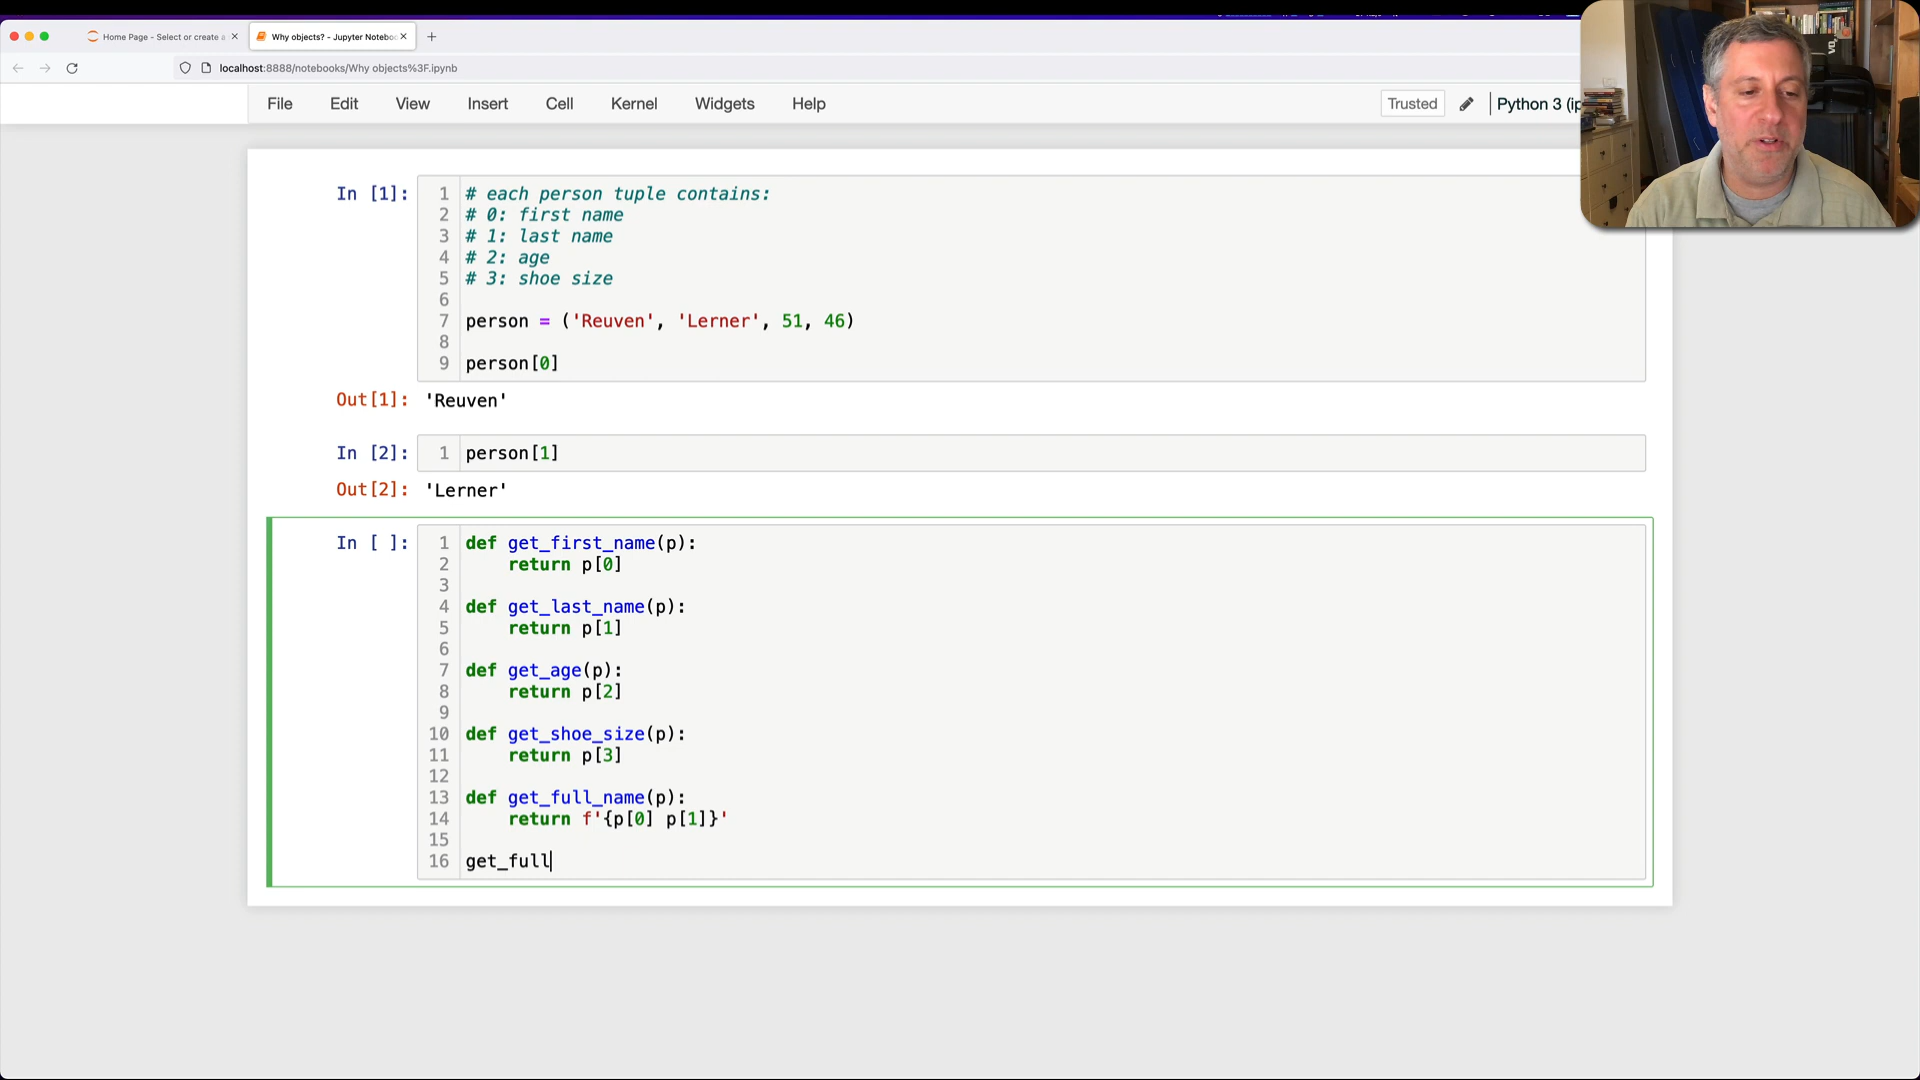 Home Page - Select or create a
Why objects? - Jupyter Noteboo
localhost:8888/notebooks/Why objects%3F.ipynb
File Edit View Insert Cell Kernel Widgets Help
Trusted
Python 3 (ip
In [1]:
1 # each person tuple contains:
2 # 0: first name
3 # 1: last name
4 # 2: age
5 # 3: shoe size
6
7 person = ('Reuven', 'Lerner', 51, 46)
8
9 person[0]
Out[1]: 'Reuven'
In [2]:
1 person[1]
Out[2]: 'Lerner'
In [ ]:
1 def get_first_name(p):
2 return p[0]
3
4 def get_last_name(p):
5 return p[1]
6
7 def get_age(p):
8 return p[2]
9
10 def get_shoe_size(p):
11 return p[3]
12
13 def get_full_name(p):
14 return f'{p[0] p[1]}'
15
16 get_full